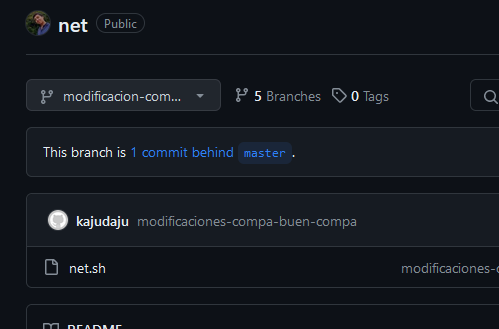 net Public
modificacion-com... 5 Branches 0 Tags
This branch is 1 commit behind master.
kajudaju modificaciones-compa-buen-compa
net.sh modificaciones-c
README